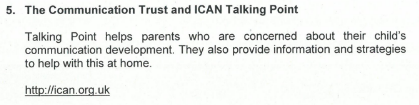 5. The Communication Trust and ICAN Talking Point
Talking Point helps parents who are concerned about their child's
communication development. They also provide information and strategies
to help with this at home.
http://ican.org.uk